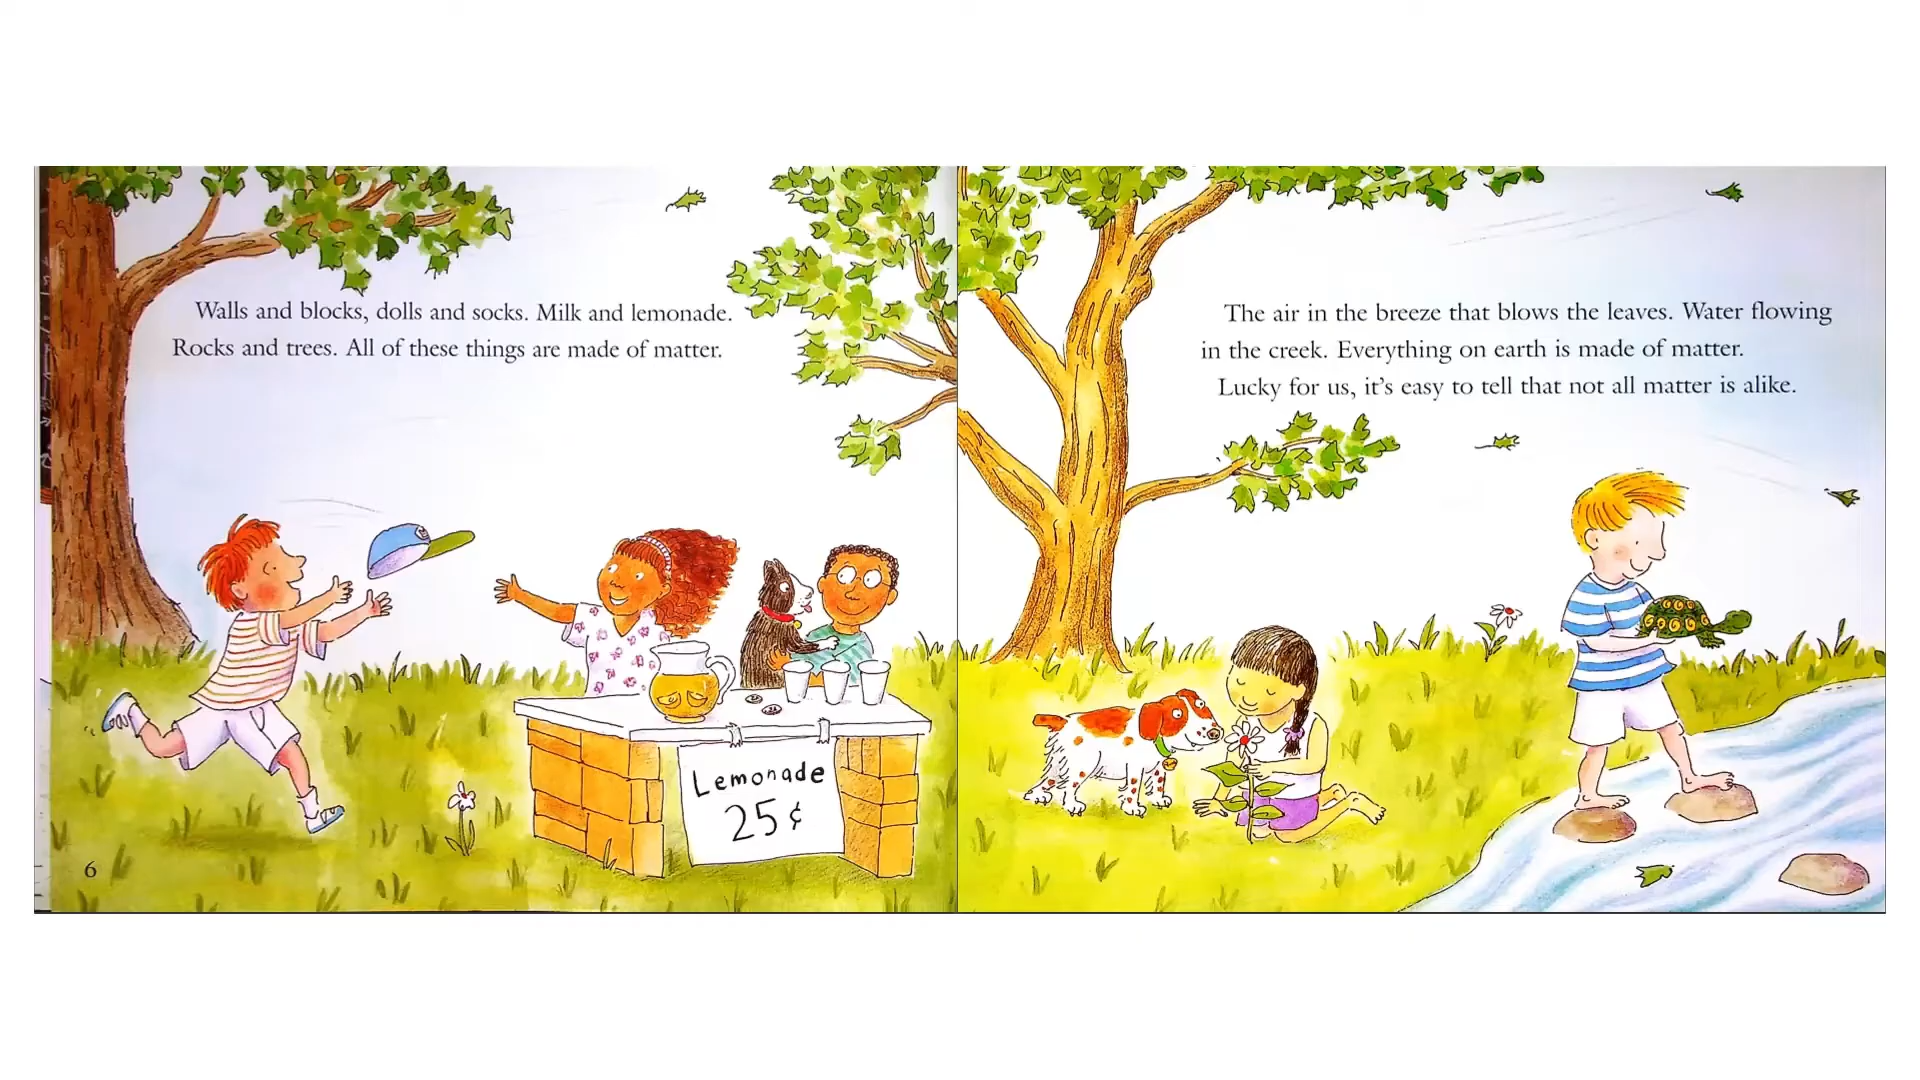 Walls and blocks, dolls and socks. Milk and lemonade.
Rocks and trees. All of these things are made of matter.
Lemonade
25¢
6
The air in the breeze that blows the leaves. Water flowing
in the creek. Everything on earth is made of matter.
Lucky for us, it's easy to tell that not all matter is alike.